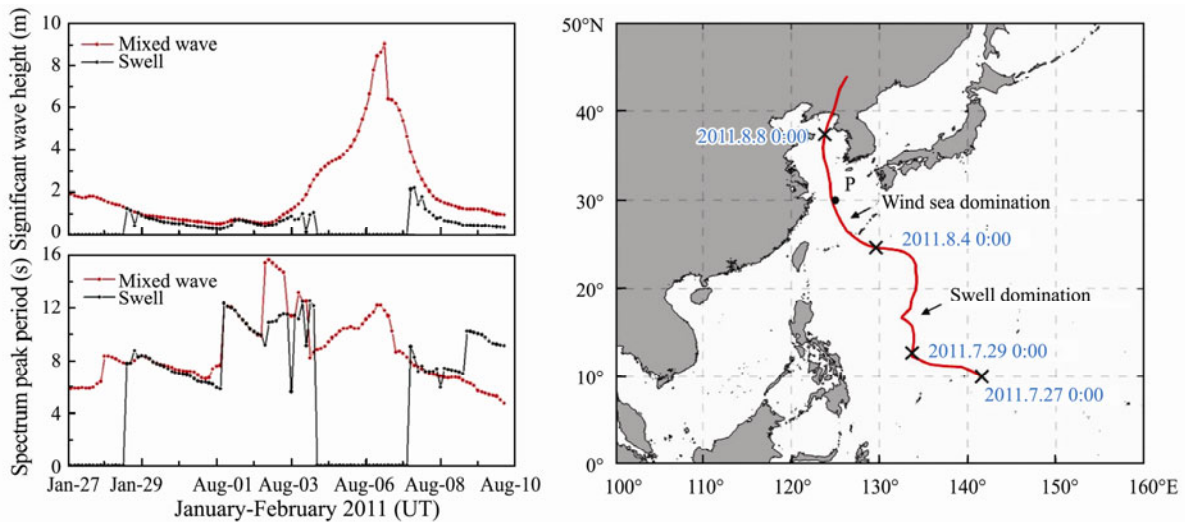 Significant wave height (m)
10
8
6
4
2
0
Mixed wave
Swell
Spectrum peak period (s)
16
12
8
4
0
Mixed wave
Swell
Jan-27 Jan-29 Aug-01 Aug-03 Aug-06 Aug-08 Aug-10
January-February 2011 (UT)
50°N
40°
30°
20°
10°
0°
2011.8.8 0:00
P
Wind sea domination
2011.8.4 0:00
Swell domination
2011.7.29 0:00
2011.7.27 0:00
100° 110° 120° 130° 140° 150° 160°E